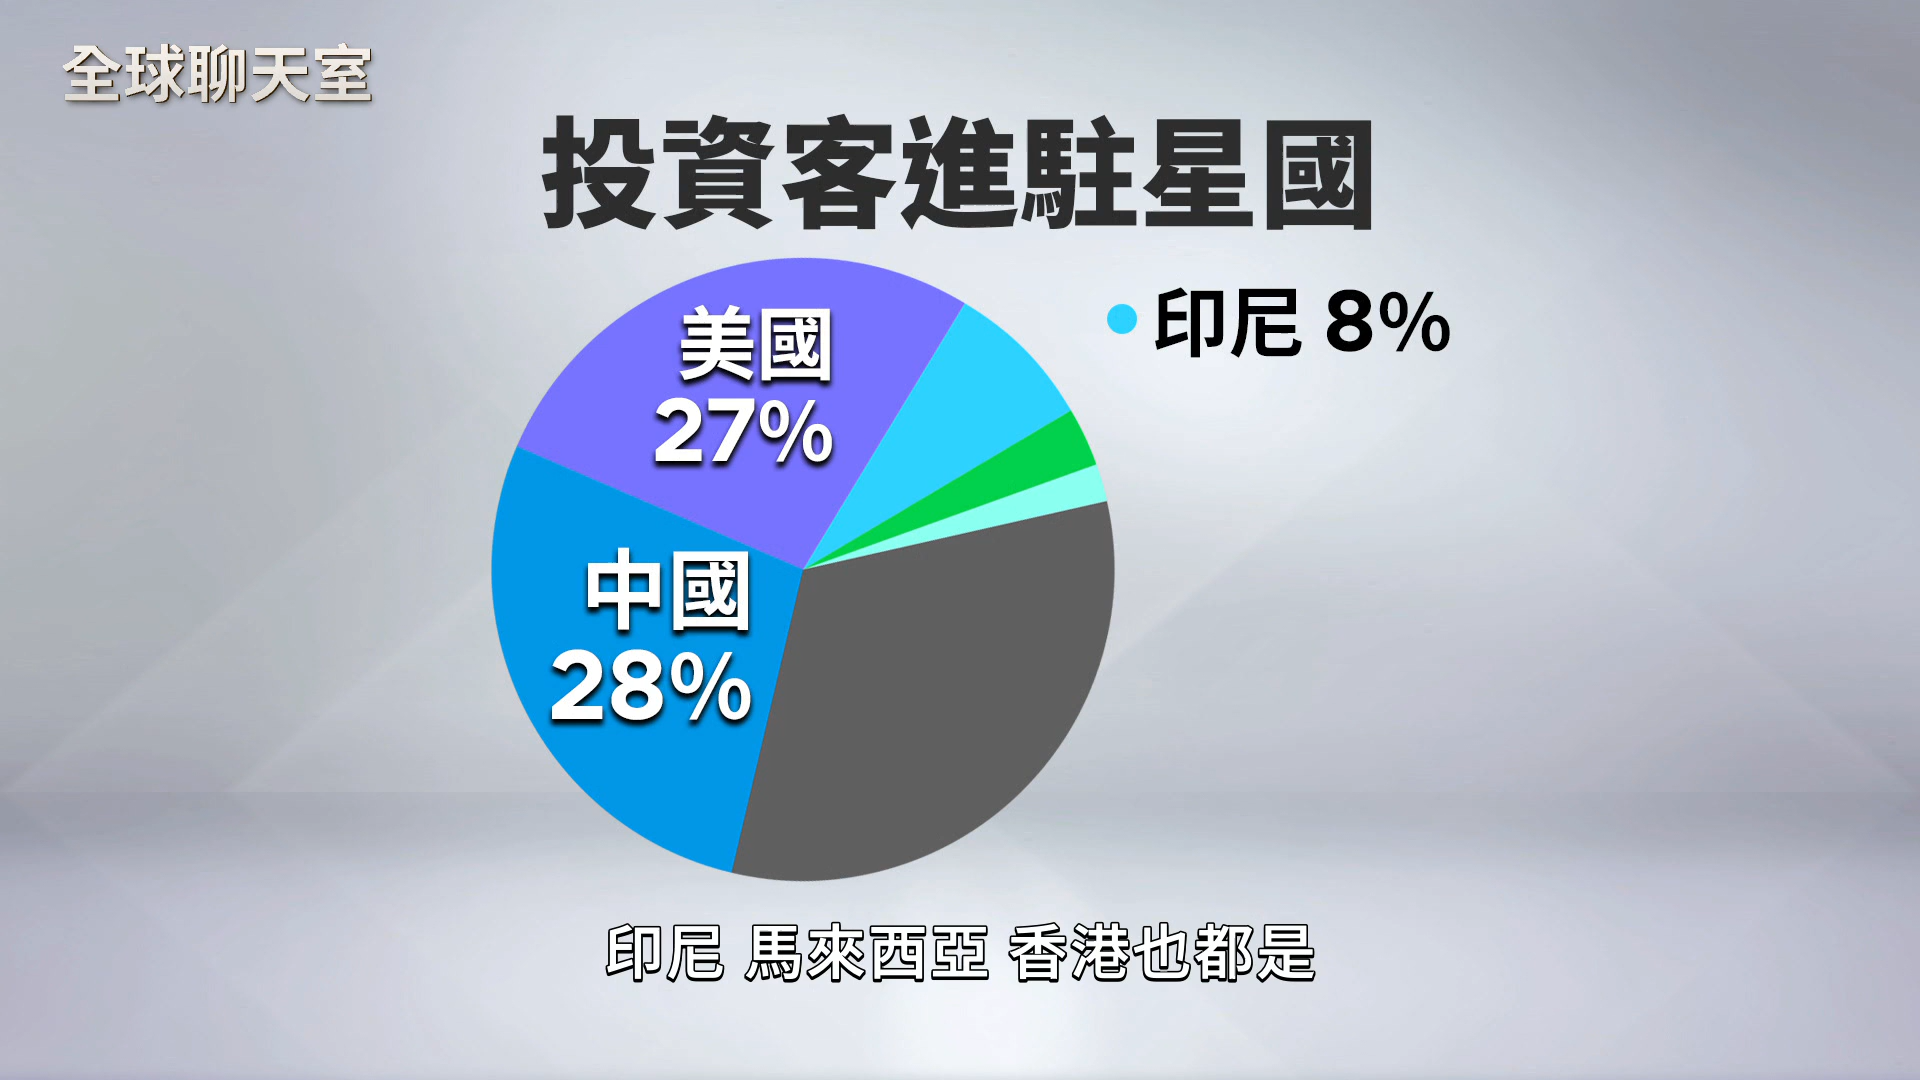 全球聊天室
投資客進駐星國
美國
27%
印尼 8%
中國
28%
印尼 馬來西亞 香港也都是